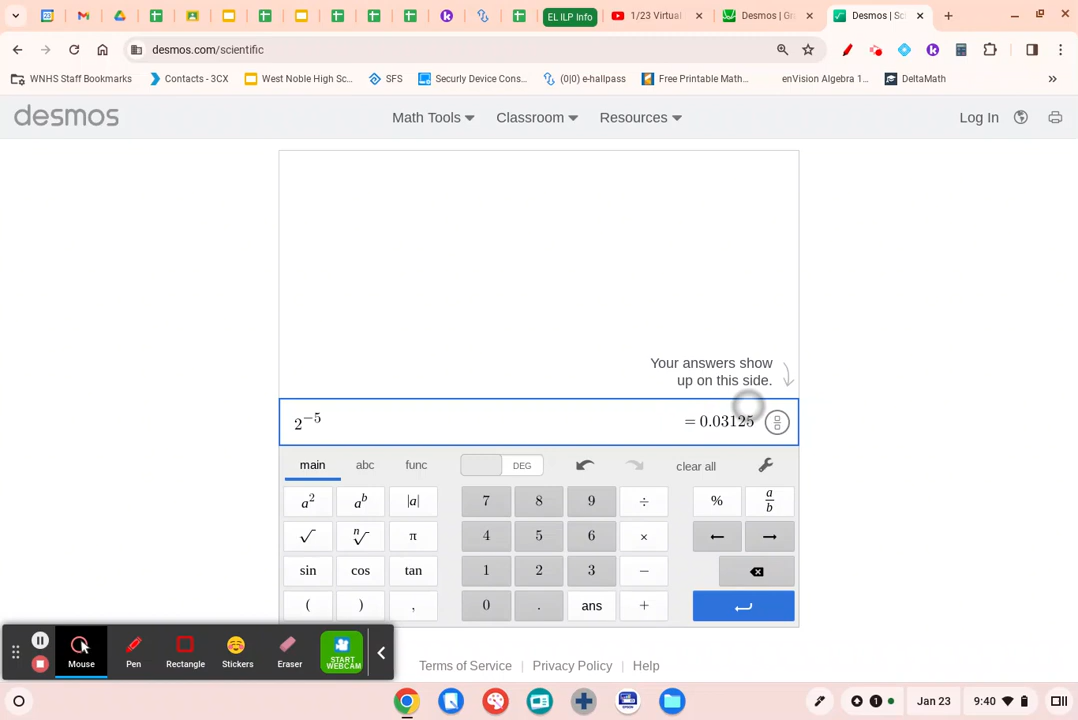 EL ILP Info
1/23 Virtual
Desmos | Gra
Desmos | Sci
desmos.com/scientific
WNHS Staff Bookmarks
Contacts - 3CX
West Noble High Sc...
SFS
Securly Device Cons...
(0|0) e-hallpass
Free Printable Math...
enVision Algebra 1...
DeltaMath
desmos
Math Tools
Classroom
Resources
Log In
Your answers show
up on this side.
2⁻⁵
= 0.03125
main
abc
func
DEG
clear all
a²
aᵇ
|a|
7
8
9
÷
%
a/b
√
ⁿ√
π
4
5
6
×
←
→
sin
cos
tan
1
2
3
−
(
)
,
0
.
ans
+
Mouse
Pen
Rectangle
Stickers
Eraser
START
WEBCAM
Terms of Service | Privacy Policy | Help
1
Jan 23
9:40